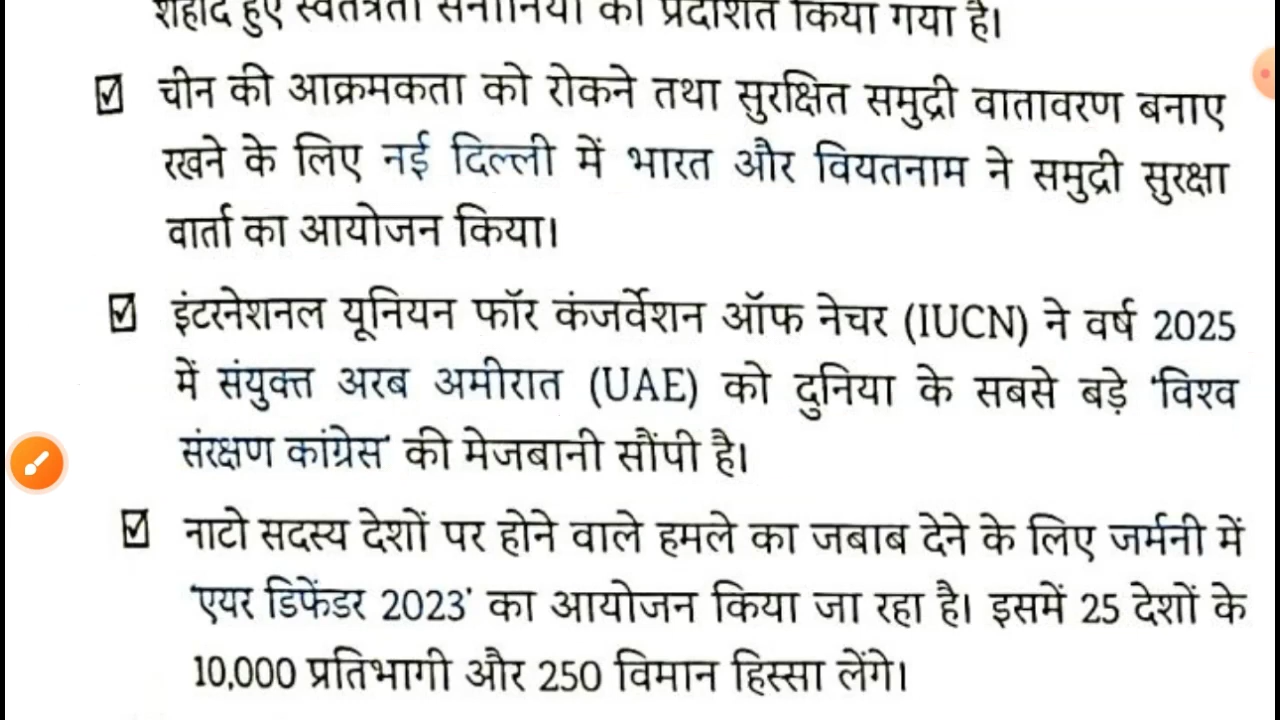 शहीद हुए स्वतंत्रता सेनानियों को प्रदर्शित किया गया है।
☑ चीन की आक्रमकता को रोकने तथा सुरक्षित समुद्री वातावरण बनाए
रखने के लिए नई दिल्ली में भारत और वियतनाम ने समुद्री सुरक्षा
वार्ता का आयोजन किया।
☑ इंटरनेशनल यूनियन फॉर कंजर्वेशन ऑफ नेचर (IUCN) ने वर्ष 2025
में संयुक्त अरब अमीरात (UAE) को दुनिया के सबसे बड़े ‘विश्व
संरक्षण कांग्रेस’ की मेजबानी सौंपी है।
☑ नाटो सदस्य देशों पर होने वाले हमले का जबाब देने के लिए जर्मनी में
‘एयर डिफेंडर 2023’ का आयोजन किया जा रहा है। इसमें 25 देशों के
10,000 प्रतिभागी और 250 विमान हिस्सा लेंगे।